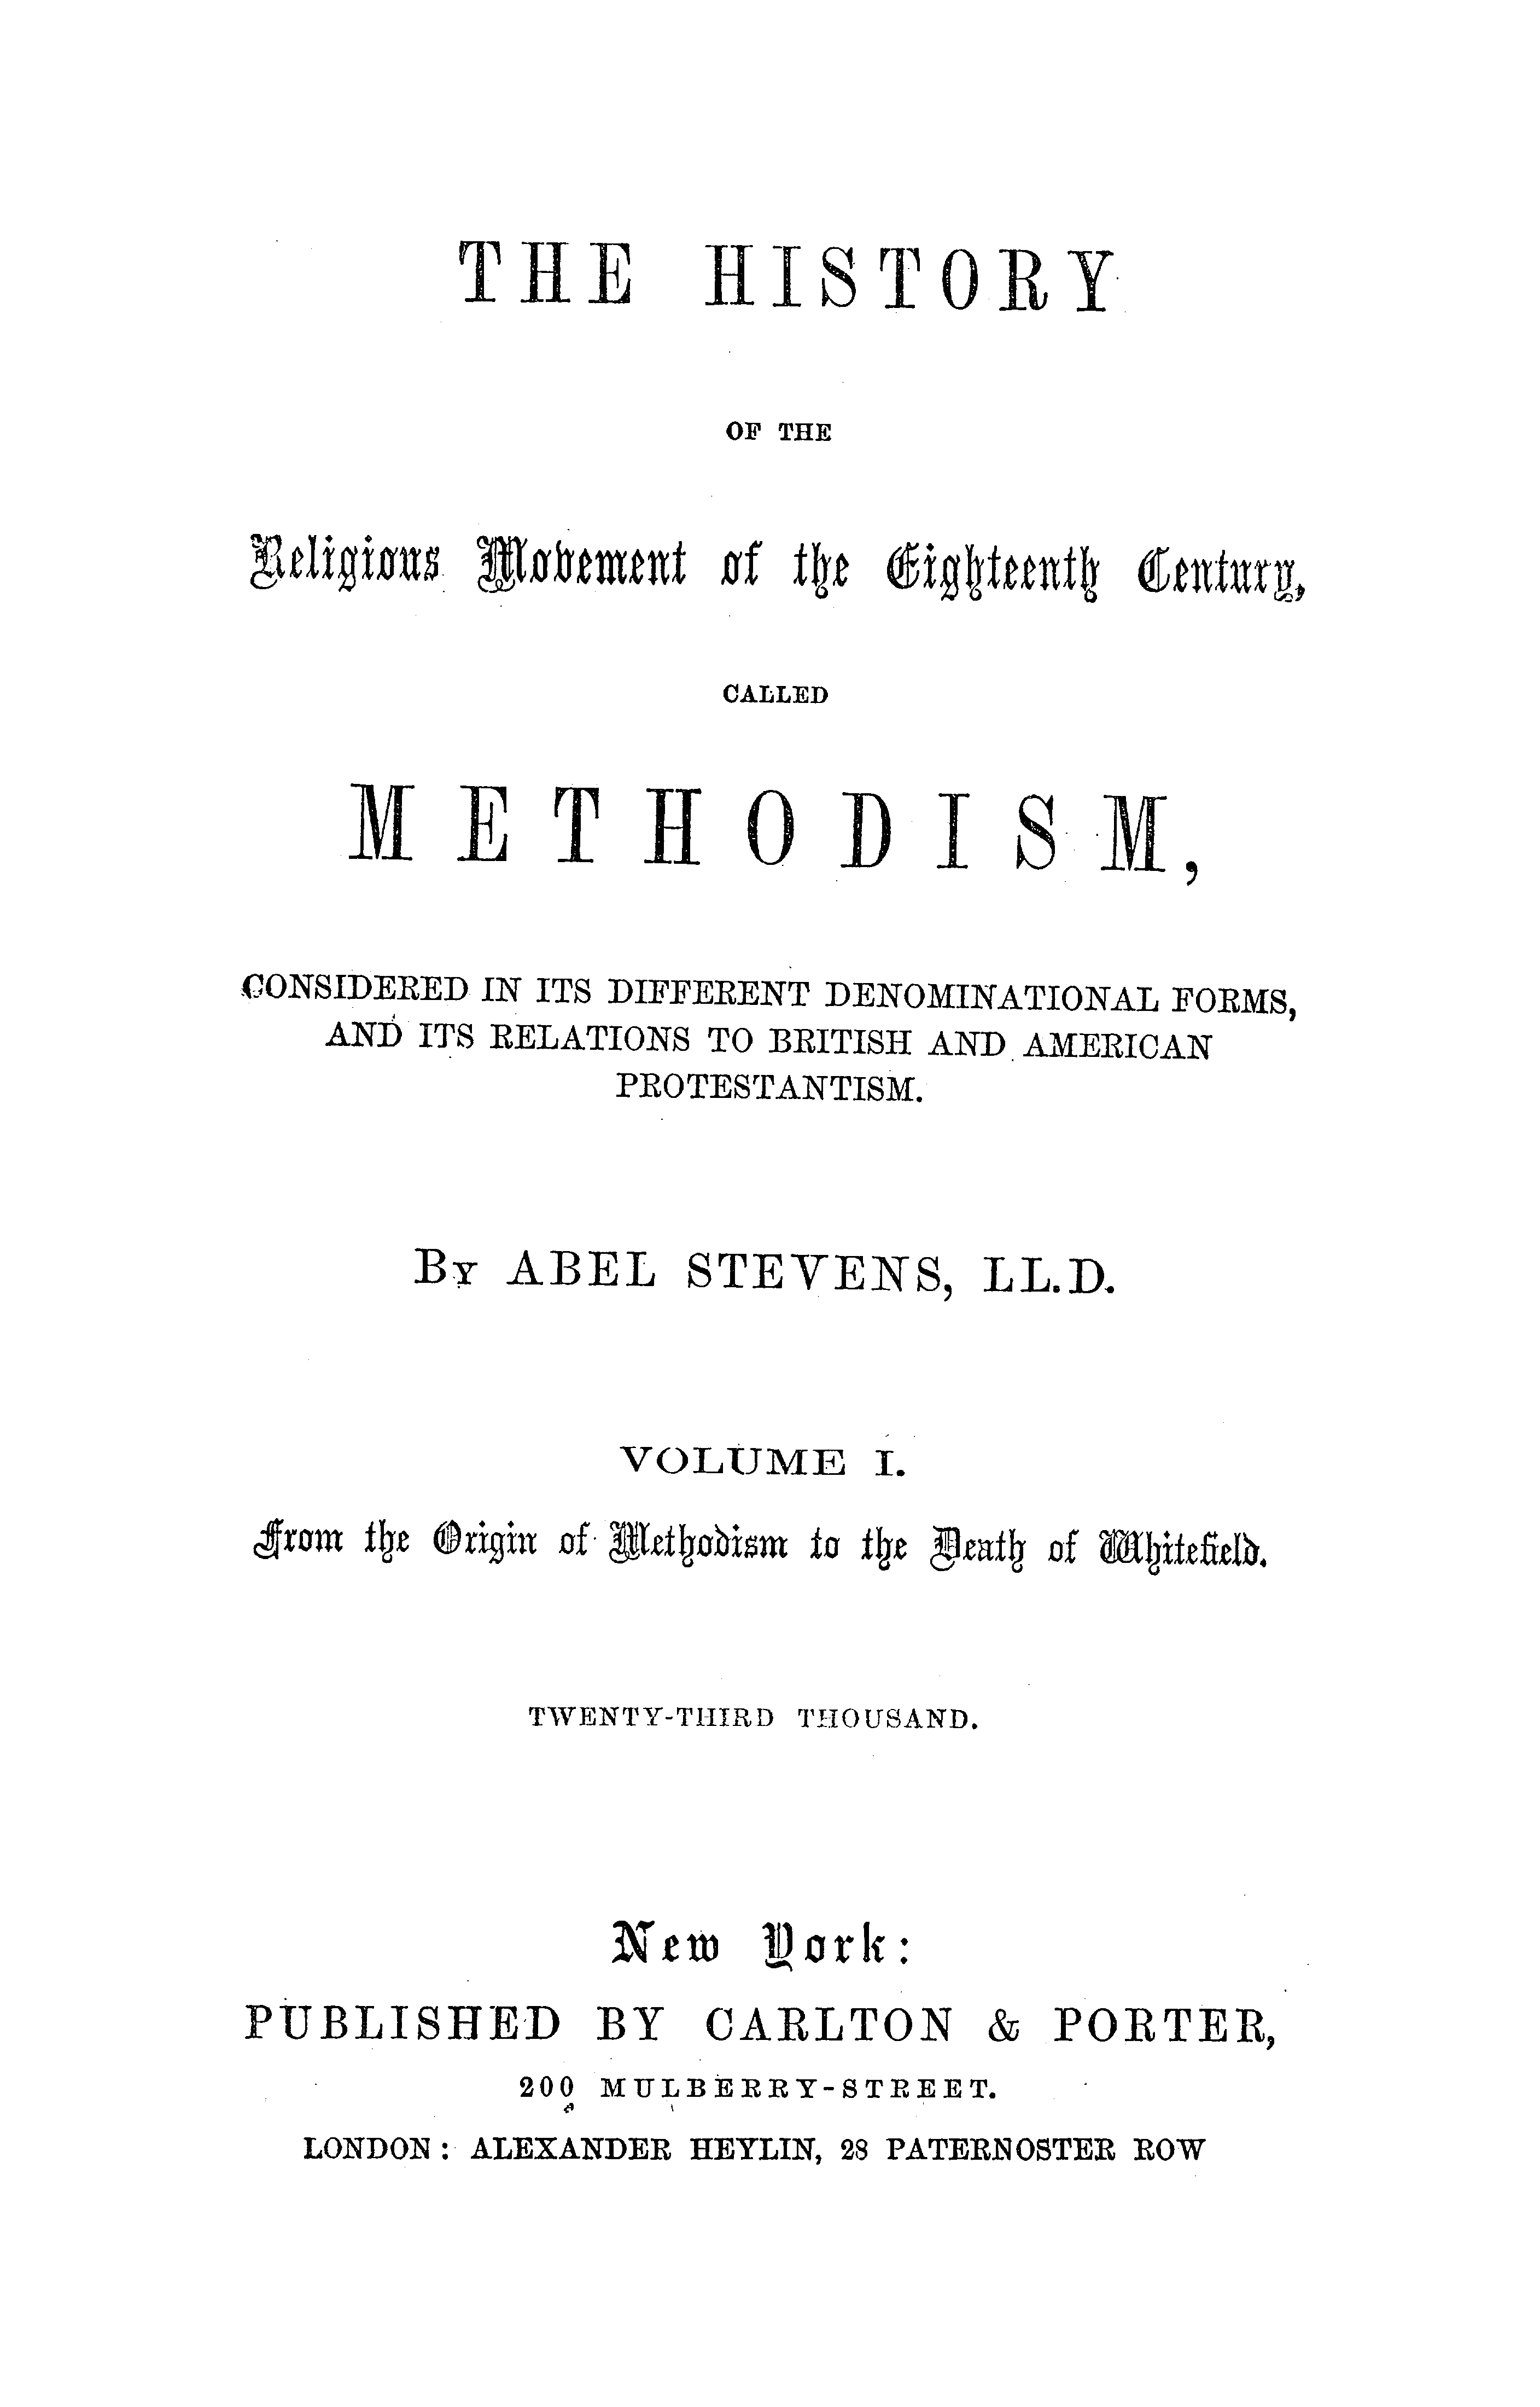 THE HISTORY
OF THE
Religious Movement of the Eighteenth Century,
CALLED
METHODISM,
CONSIDERED IN ITS DIFFERENT DENOMINATIONAL FORMS,
AND ITS RELATIONS TO BRITISH AND AMERICAN
PROTESTANTISM.
BY ABEL STEVENS, LL.D.
VOLUME I.
From the Origin of Methodism to the Death of Whitefield.
TWENTY-THIRD THOUSAND.
New York:
PUBLISHED BY CARLTON & PORTER,
200 MULBERRY-STREET.
LONDON: ALEXANDER HEYLIN, 28 PATERNOSTER ROW